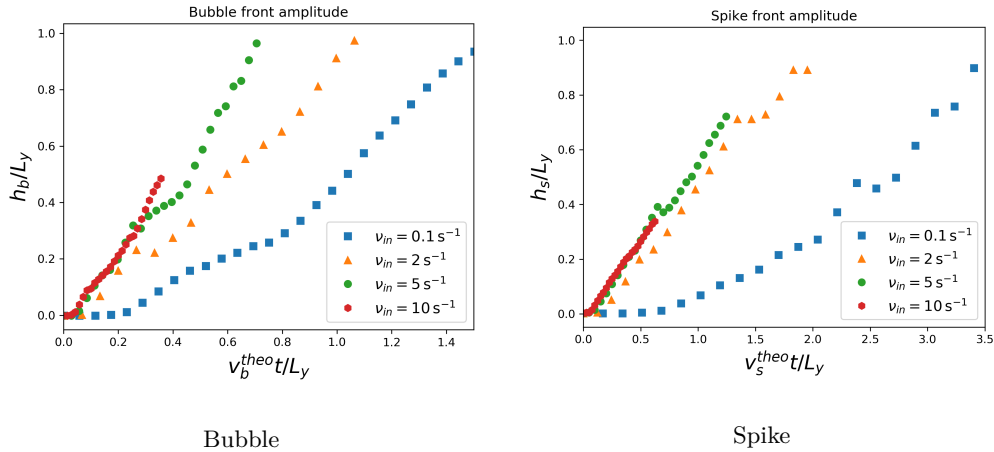 Bubble front amplitude
h_b/L_y
1.0
0.8
0.6
0.4
0.2
0.0
ν_in = 0.1 s⁻¹
ν_in = 2 s⁻¹
ν_in = 5 s⁻¹
ν_in = 10 s⁻¹
0.0 0.2 0.4 0.6 0.8 1.0 1.2 1.4
v_b^theo t/L_y
Bubble
Spike front amplitude
h_s/L_y
1.0
0.8
0.6
0.4
0.2
0.0
ν_in = 0.1 s⁻¹
ν_in = 2 s⁻¹
ν_in = 5 s⁻¹
ν_in = 10 s⁻¹
0.0 0.5 1.0 1.5 2.0 2.5 3.0 3.5
v_s^theo t/L_y
Spike